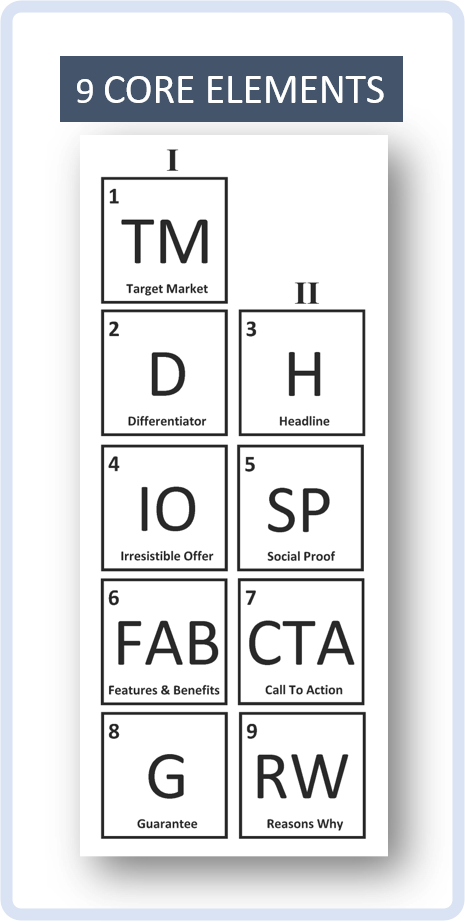 9 CORE ELEMENTS
I
1
TM
Target Market
II
2
D
Differentiator
3
H
Headline
4
IO
Irresistible Offer
5
SP
Social Proof
6
FAB
Features & Benefits
7
CTA
Call To Action
8
G
Guarantee
9
RW
Reasons Why